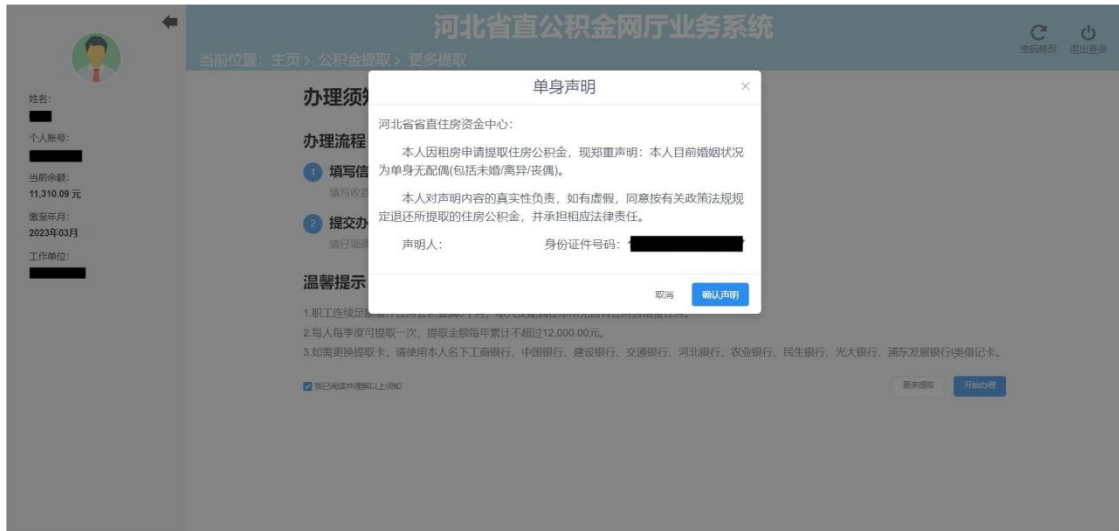 河北省直公积金网厅业务系统
密码修改 退出登录
当前位置：主页 > 公积金提取 > 更多提取
姓名：
个人账号：
当前余额：
11,310.09 元
缴至年月：
2023年03月
工作单位：
办理须
办理流程
1 填写信
填写收
2 提交办
请仔细
温馨提示
1.职工连续足
2.每人每季度可提取一次，提取金额每年累计不超过12,000.00元。
3.如需更换提取卡，请使用本人名下工商银行、中国银行、建设银行、交通银行、河北银行、农业银行、民生银行、光大银行、浦东发展银行I类借记卡。
我已阅读并理解以上须知
更多提取 开始办理
单身声明 ×
河北省省直住房资金中心：
本人因租房申请提取住房公积金，现郑重声明：本人目前婚姻状况
为单身无配偶(包括未婚/离异/丧偶)。
本人对声明内容的真实性负责，如有虚假，同意按有关政策法规规
定退还所提取的住房公积金，并承担相应法律责任。
声明人： 身份证件号码：
取消 确认声明